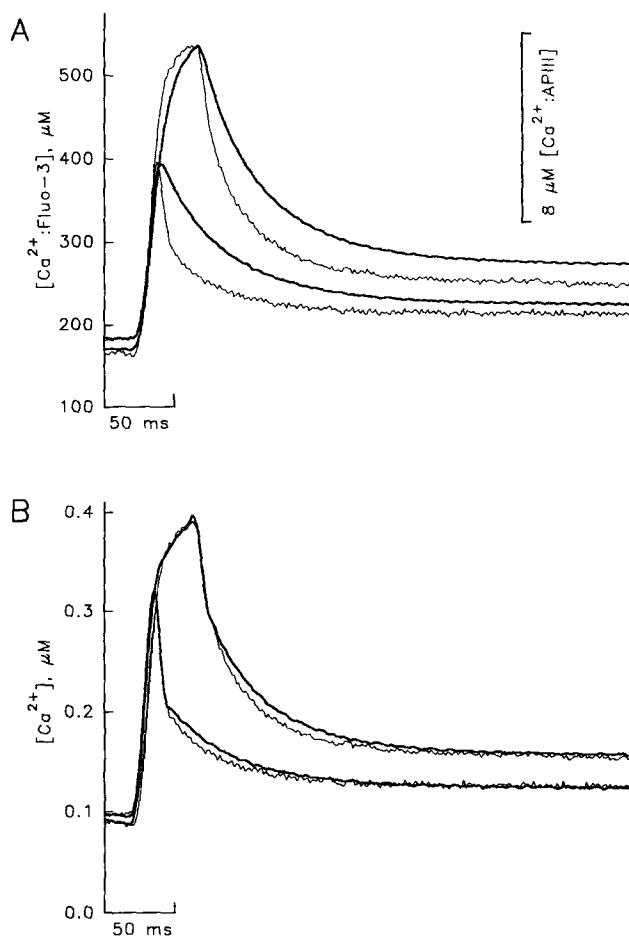 A
500
400
300
200
100
[Ca2+:Fluo-3], μM
8 μM [Ca2+:APIII]
50 ms
B
0.4
0.3
0.2
0.1
0.0
[Ca2+], μM
50 ms